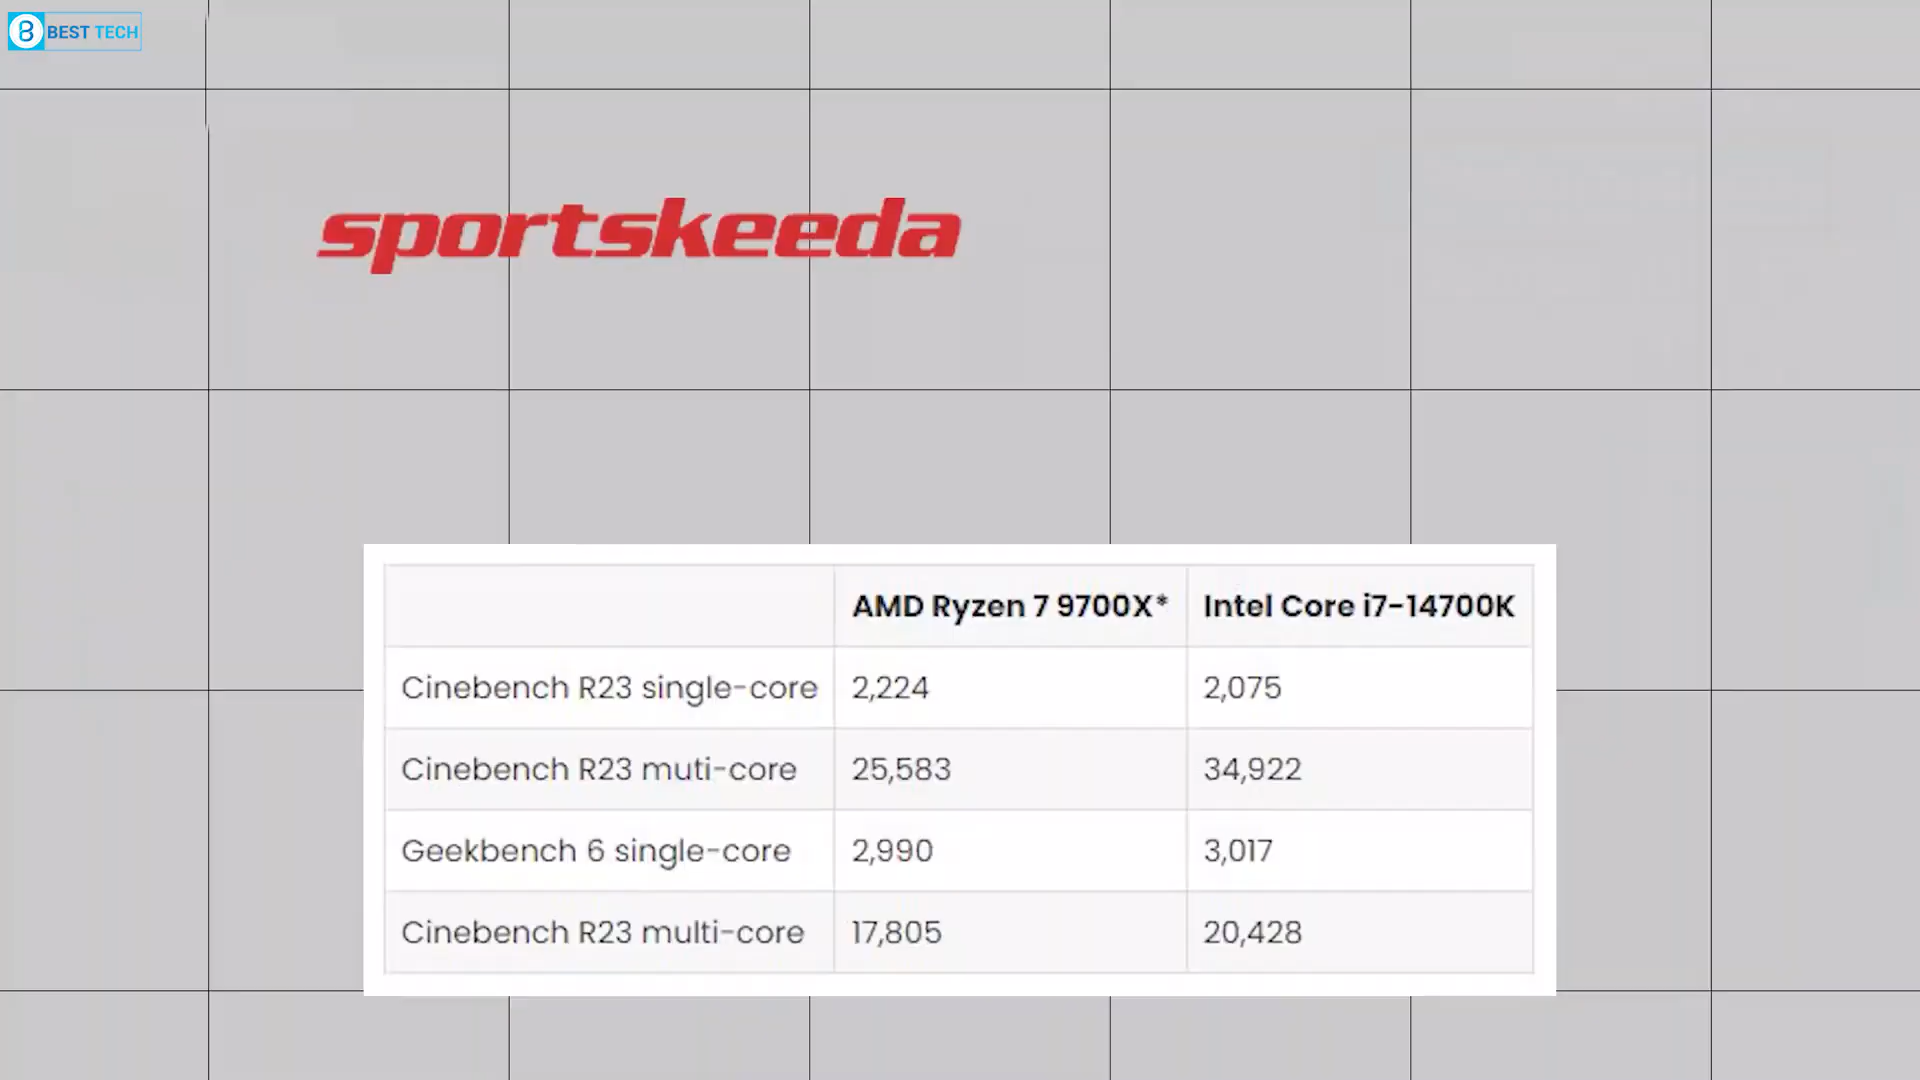 BEST TECH
sportskeeda
AMD Ryzen 7 9700X* Intel Core i7-14700K
Cinebench R23 single-core 2,224 2,075
Cinebench R23 muti-core 25,583 34,922
Geekbench 6 single-core 2,990 3,017
Cinebench R23 multi-core 17,805 20,428